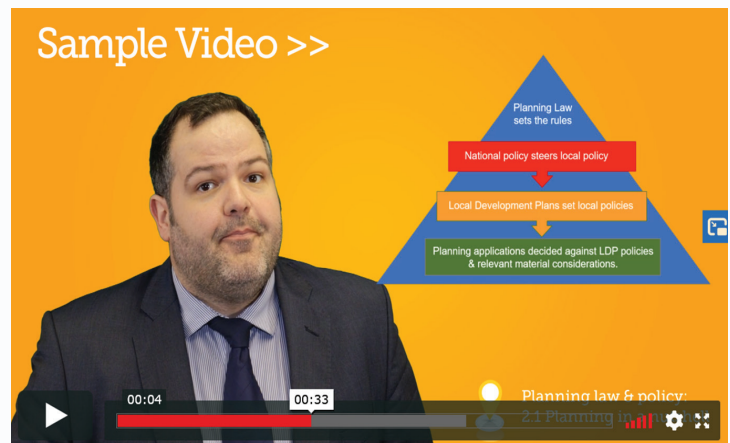 Sample Video >>
Planning Law
sets the rules
National policy steers local policy
Local Development Plans set local policies
Planning applications decided against LDP policies
& relevant material considerations.
00:04
00:33
Planning law & policy:
2.1 Planning in a